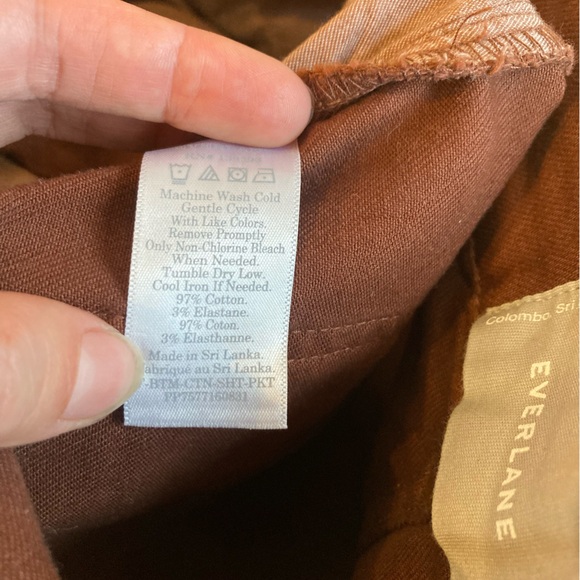 Machine Wash Cold
Gentle Cycle
With Like Colors.
Remove Promptly
Only Non-Chlorine Bleach
When Needed.
Tumble Dry Low.
Cool Iron If Needed.
97% Cotton.
3% Elastane.
97% Coton.
3% Elasthanne.
Made in Sri Lanka.
Fabriqué au Sri Lanka.
-BTM-CTN-SHT-PKT
PP7577160831
Colombo Sri
EVERLANE